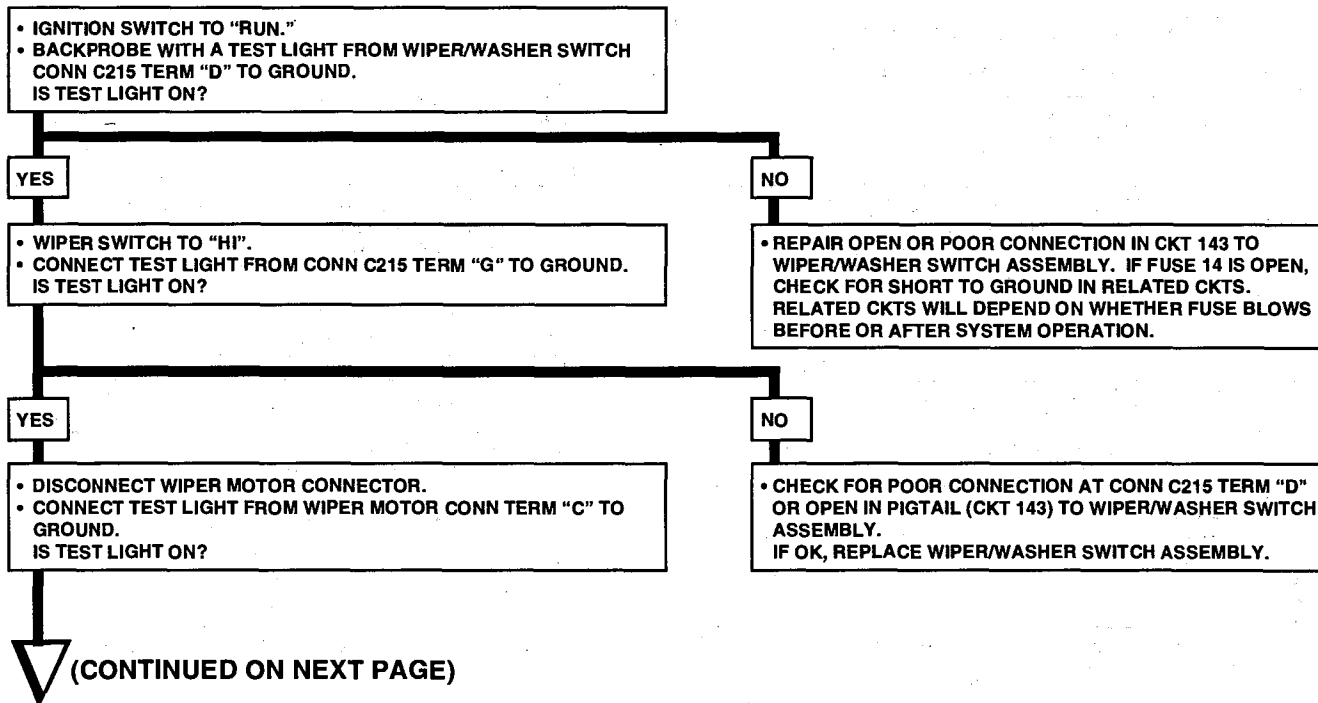 • IGNITION SWITCH TO "RUN."
• BACKPROBE WITH A TEST LIGHT FROM WIPER/WASHER SWITCH
CONN C215 TERM "D" TO GROUND.
IS TEST LIGHT ON?
YES
NO
• WIPER SWITCH TO "HI".
• CONNECT TEST LIGHT FROM CONN C215 TERM "G" TO GROUND.
IS TEST LIGHT ON?
• REPAIR OPEN OR POOR CONNECTION IN CKT 143 TO
WIPER/WASHER SWITCH ASSEMBLY. IF FUSE 14 IS OPEN,
CHECK FOR SHORT TO GROUND IN RELATED CKTS.
RELATED CKTS WILL DEPEND ON WHETHER FUSE BLOWS
BEFORE OR AFTER SYSTEM OPERATION.
YES
NO
• DISCONNECT WIPER MOTOR CONNECTOR.
• CONNECT TEST LIGHT FROM WIPER MOTOR CONN TERM "C" TO
GROUND.
IS TEST LIGHT ON?
• CHECK FOR POOR CONNECTION AT CONN C215 TERM "D"
OR OPEN IN PIGTAIL (CKT 143) TO WIPER/WASHER SWITCH
ASSEMBLY.
IF OK, REPLACE WIPER/WASHER SWITCH ASSEMBLY.
(CONTINUED ON NEXT PAGE)